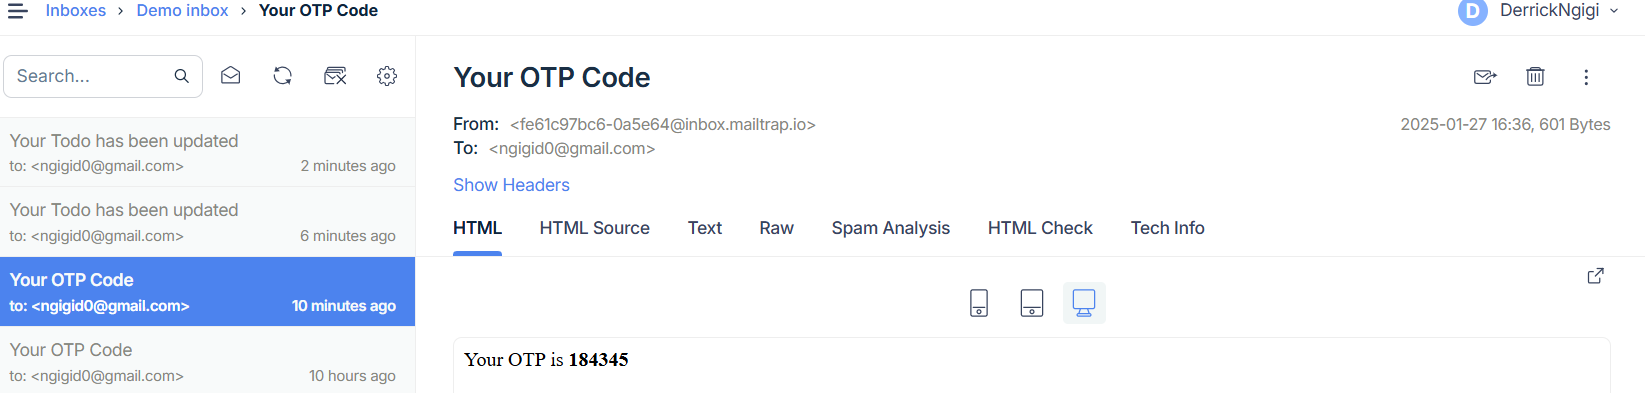 Inboxes > Demo inbox > Your OTP Code
D DerrickNgigi
Search...
Your Todo has been updated
to: <ngigid0@gmail.com> 2 minutes ago
Your Todo has been updated
to: <ngigid0@gmail.com> 6 minutes ago
Your OTP Code
to: <ngigid0@gmail.com> 10 minutes ago
Your OTP Code
to: <ngigid0@gmail.com> 10 hours ago
Your OTP Code
From: <fe61c97bc6-0a5e64@inbox.mailtrap.io> 2025-01-27 16:36, 601 Bytes
To: <ngigid0@gmail.com>
Show Headers
HTML HTML Source Text Raw Spam Analysis HTML Check Tech Info
Your OTP is 184345